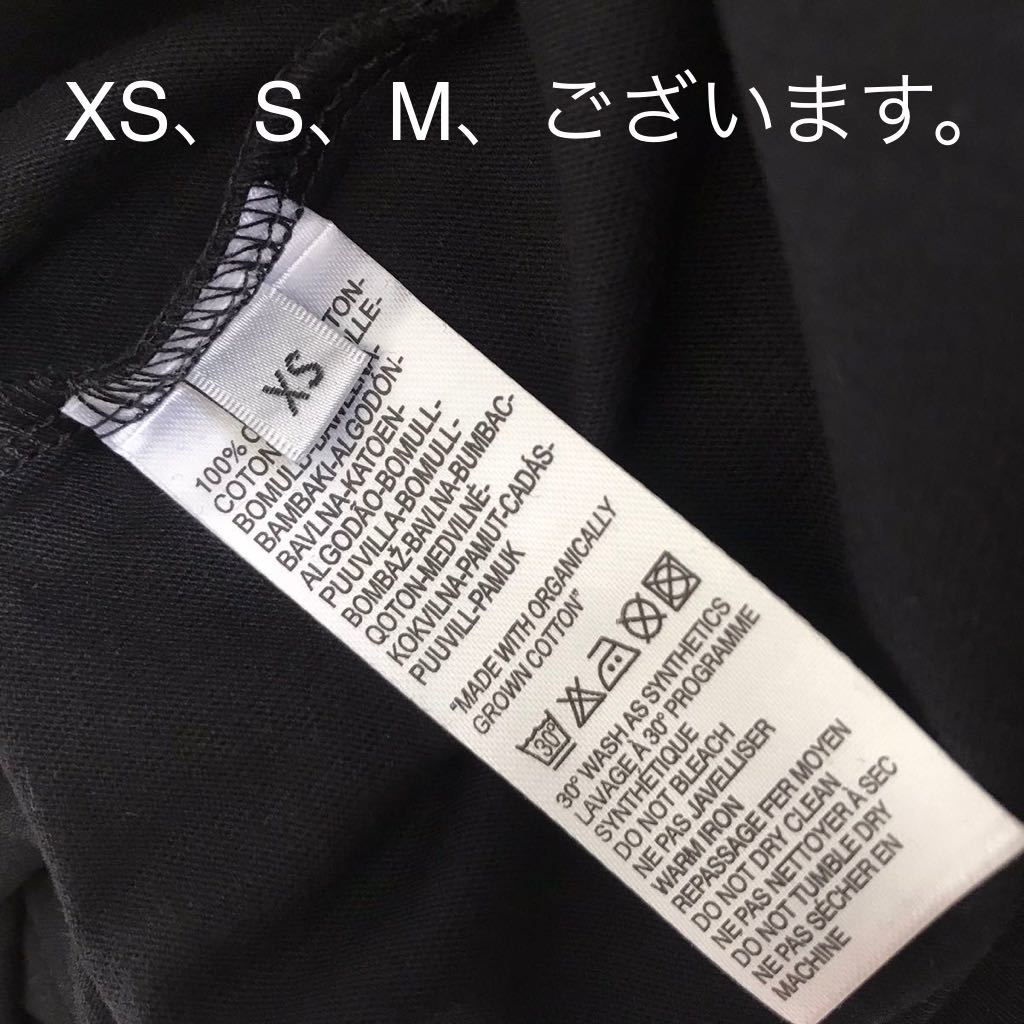 XS、S、M、ございます。
XS
100%
COTON
TON-
BAMBAKI-ALGODÓN-
BAVLNA-KATOEN-
ALGODÃO-BOMULL-
PUUVILLA-BOMULL-
BOMBAŽ-BAVLNA-BUMBAC-
QOTON-MEDVILNĖ-
KOKVILNA-PAMUT-CADÁS-
PUUVILL-PAMUK
"MADE WITH ORGANICALLY
GROWN COTTON"
30°
30° WASH AS SYNTHETICS
LAVAGE À 30° PROGRAMME
SYNTHÉTIQUE
DO NOT BLEACH
NE PAS JAVELLISER
WARM IRON
REPASSAGE FER MOYEN
DO NOT DRY CLEAN
NE PAS NETTOYER À SEC
DO NOT TUMBLE DRY
NE PAS SÉCHER EN
MACHINE